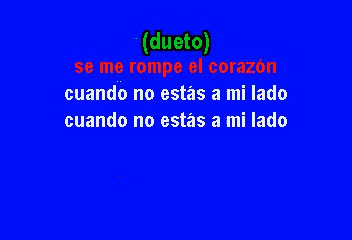 (dueto)
se me rompe el corazón
cuando no estás a mi lado
cuando no estás a mi lado